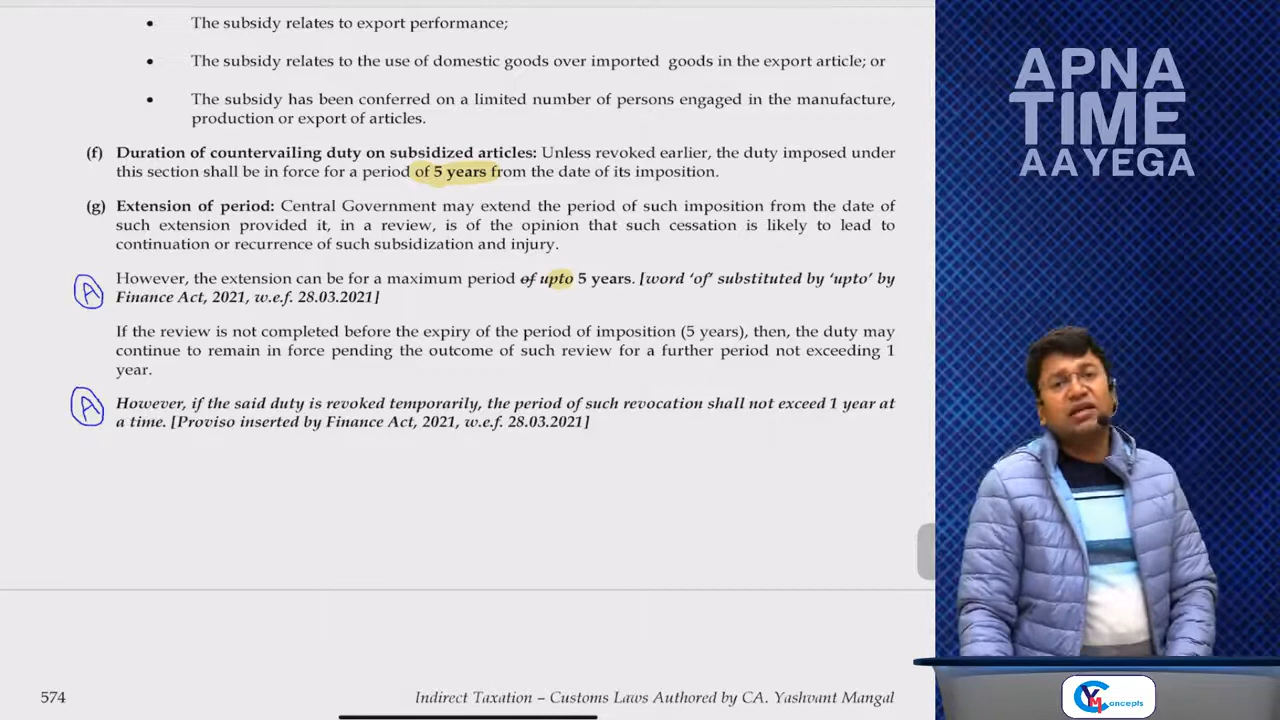 • The subsidy relates to export performance;
• The subsidy relates to the use of domestic goods over imported goods in the export article; or
• The subsidy has been conferred on a limited number of persons engaged in the manufacture,
production or export of articles.
(f) Duration of countervailing duty on subsidized articles: Unless revoked earlier, the duty imposed under
this section shall be in force for a period of 5 years from the date of its imposition.
(g) Extension of period: Central Government may extend the period of such imposition from the date of
such extension provided it, in a review, is of the opinion that such cessation is likely to lead to
continuation or recurrence of such subsidization and injury.
However, the extension can be for a maximum period of upto 5 years. [word ‘of’ substituted by ‘upto’ by
A
Finance Act, 2021, w.e.f. 28.03.2021]
If the review is not completed before the expiry of the period of imposition (5 years), then, the duty may
continue to remain in force pending the outcome of such review for a further period not exceeding 1
year.
A
However, if the said duty is revoked temporarily, the period of such revocation shall not exceed 1 year at
a time. [Proviso inserted by Finance Act, 2021, w.e.f. 28.03.2021]
574
Indirect Taxation – Customs Laws Authored by CA. Yashvant Mangal
APNA
TIME
AAYEGA
YM Concepts